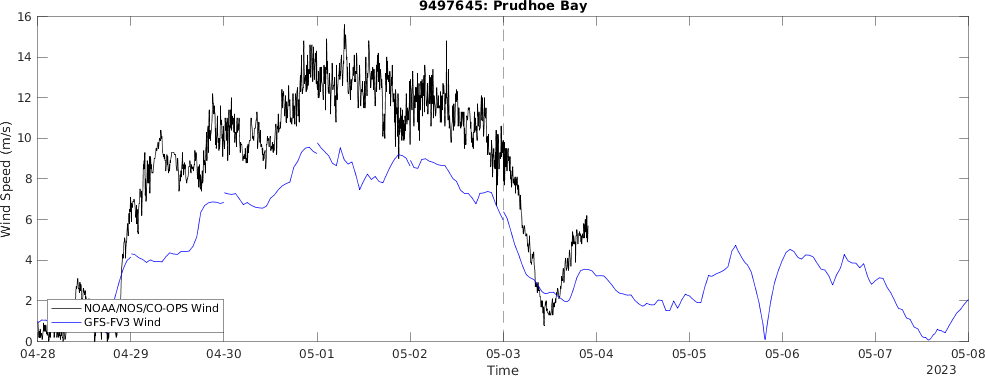 9497645: Prudhoe Bay
16
14
12
10
8
6
4
2
0
Wind Speed (m/s)
NOAA/NOS/CO-OPS Wind
GFS-FV3 Wind
04-28 04-29 04-30 05-01 05-02 05-03 05-04 05-05 05-06 05-07 05-08
Time
2023